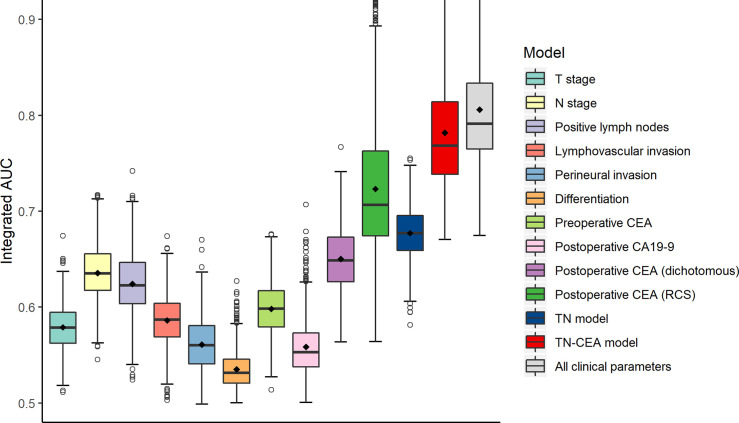 0.9
0.8
0.7
0.6
0.5
Integrated AUC
Model
T stage
N stage
Positive lymph nodes
Lymphovascular invasion
Perineural invasion
Differentiation
Preoperative CEA
Postoperative CA19-9
Postoperative CEA (dichotomous)
Postoperative CEA (RCS)
TN model
TN-CEA model
All clinical parameters